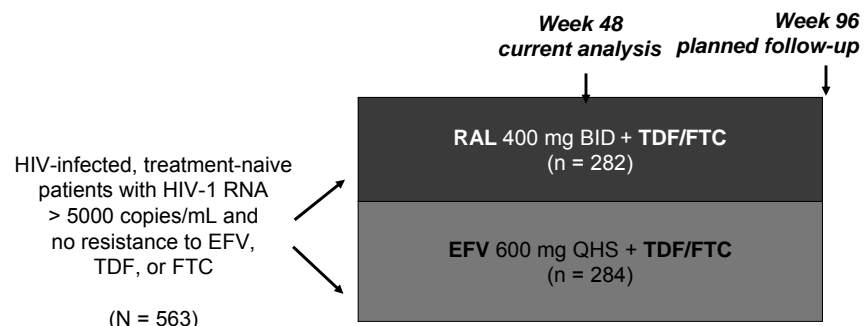 Week 48
current analysis
Week 96
planned follow-up
HIV-infected, treatment-naive
patients with HIV-1 RNA
> 5000 copies/mL and
no resistance to EFV,
TDF, or FTC
(N = 563)
RAL 400 mg BID + TDF/FTC
(n = 282)
EFV 600 mg QHS + TDF/FTC
(n = 284)